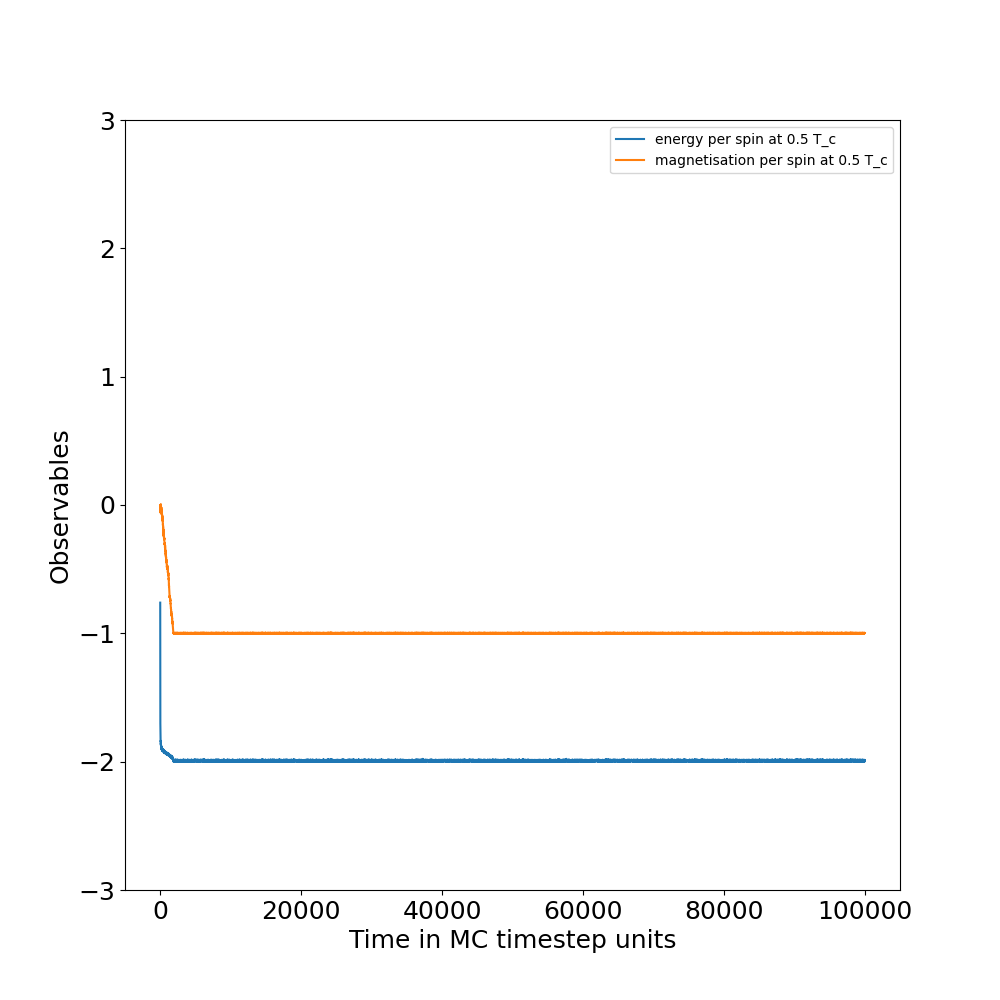 energy per spin at 0.5 T_c
magnetisation per spin at 0.5 T_c
3
2
1
0
−1
−2
−3
Observables
0 20000 40000 60000 80000 100000
Time in MC timestep units